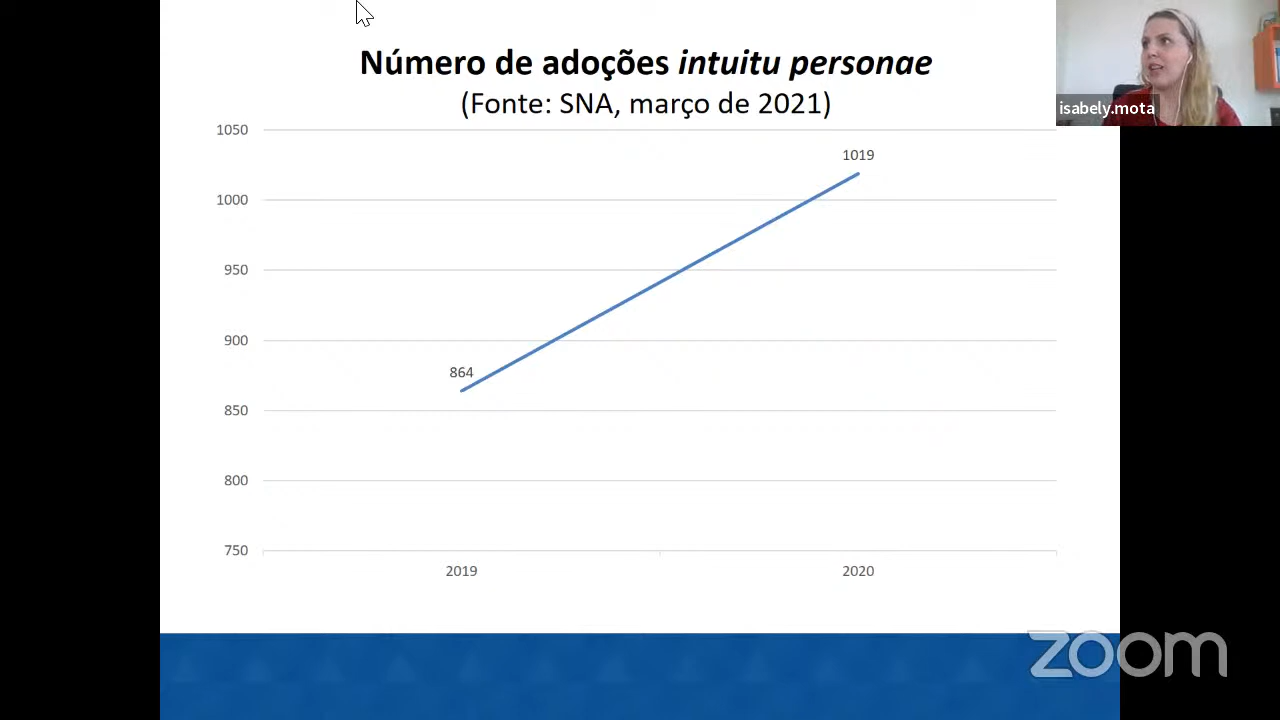 Número de adoções intuitu personae
(Fonte: SNA, março de 2021)
isabely.mota
1050
1019
1000
950
900
864
850
800
750
2019 2020
zoom